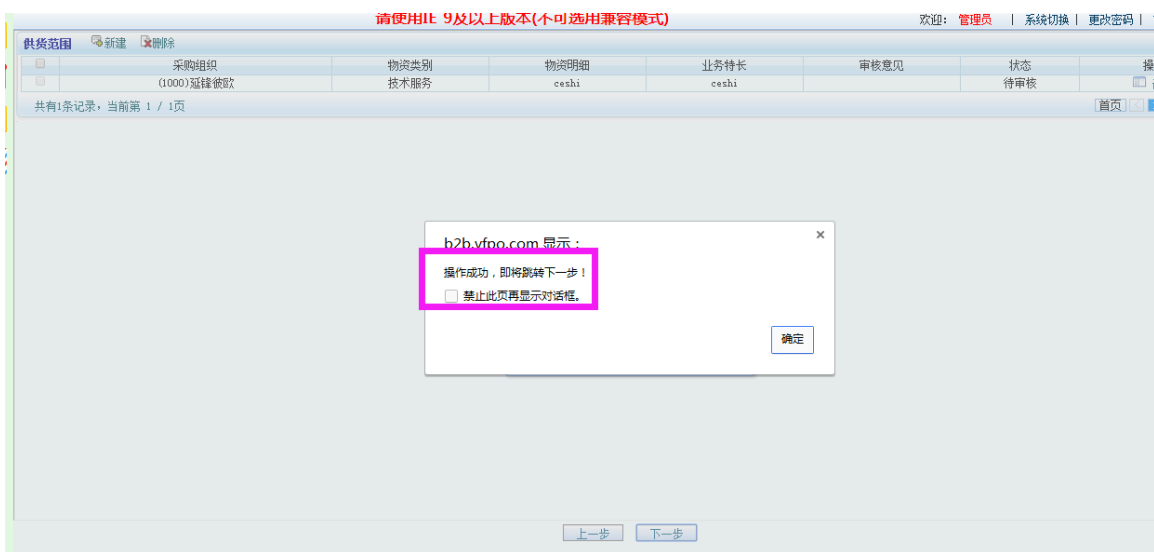 请使用IE 9及以上版本(不可选用兼容模式)
欢迎: 管理员 | 系统切换 | 更改密码 |
供货范围 新建 删除
采购组织 物资类别 物资明细 业务特长 审核意见 状态 操
(1000)延锋彼欧 技术服务 ceshi ceshi 待审核
共有1条记录,当前第 1 / 1页 首页
b2b.yfpo.com 显示:
操作成功,即将跳转下一步!
禁止此页再显示对话框。
确定
上一步 下一步